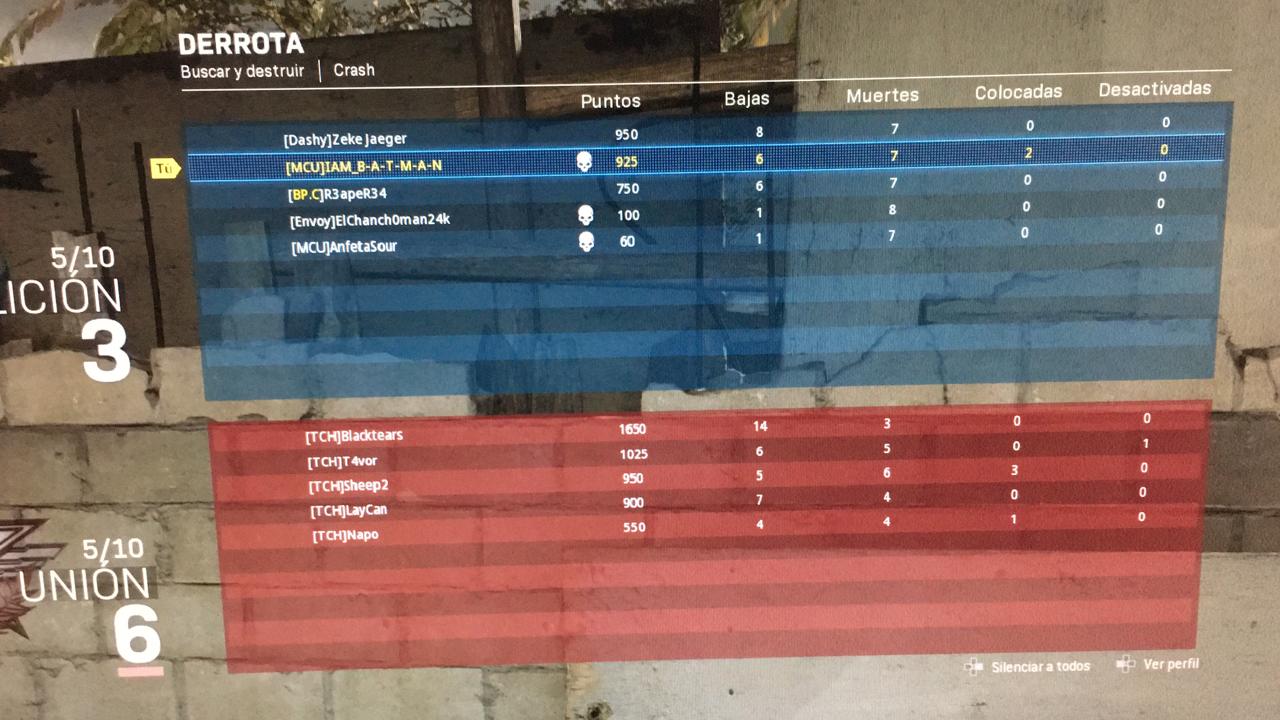 DERROTA
Buscar y destruir | Crash
Puntos Bajas Muertes Colocadas Desactivadas
[Dashy]Zeke Jaeger 950 8 7 0 0
Tú [MCU]IAM_B-A-T-M-A-N 925 6 7 2 0
[BP.C]R3apeR34 750 6 7 0 0
[Envoy]ElChanch0man24k 100 1 8 0 0
[MCU]AnfetaSour 60 1 7 0 0
5/10
LICIÓN
3
[TCH]Blacktears 1650 14 3 0 0
[TCH]T4vor 1025 6 5 0 1
[TCH]Sheep2 950 5 6 3 0
[TCH]LayCan 900 7 4 0 0
[TCH]Napo 550 4 4 1 0
5/10
UNIÓN
6
Silenciar a todos Ver perfil